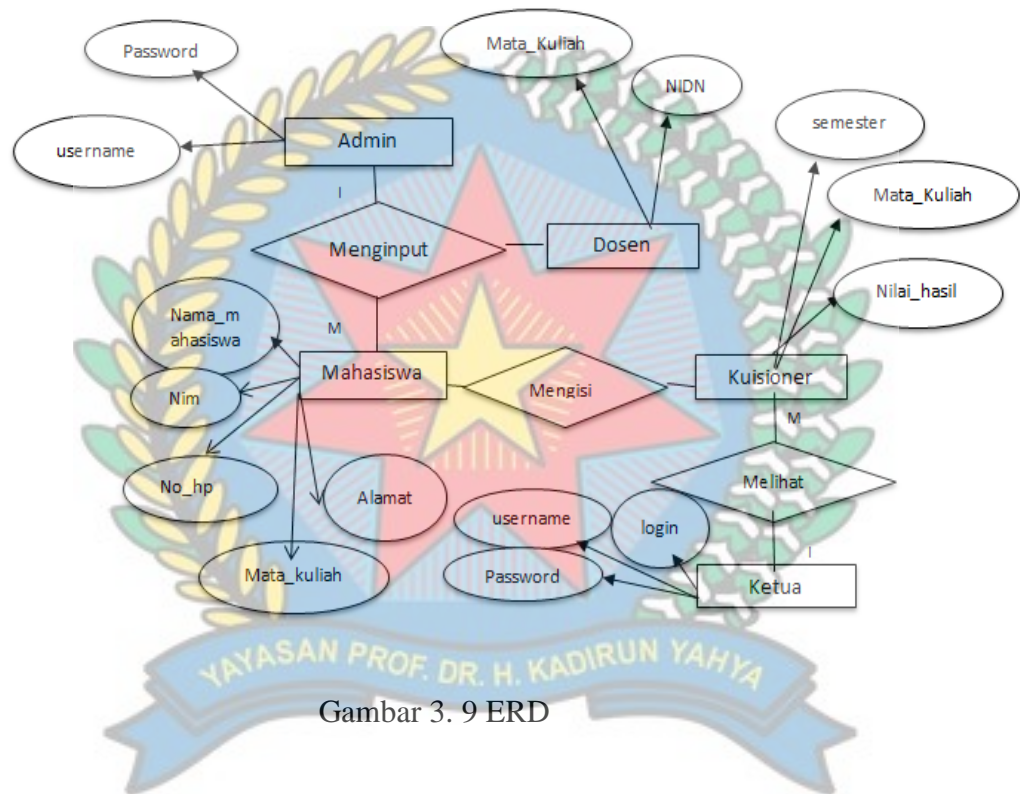 Mata_Kuliah
Password
NIDN
semester
Admin
username
Mata_Kuliah
I
Menginput
Dosen
Nilai_hasil
Nama_m
ahasiswa
M
Mahasiswa
Kuisioner
Mengisi
Nim
M
No_hp
Alamat
Melihat
username
login
I
Mata_kuliah
Password
Ketua
YAYASAN PROF. DR. H. KADIRUN YAHYA
Gambar 3. 9 ERD